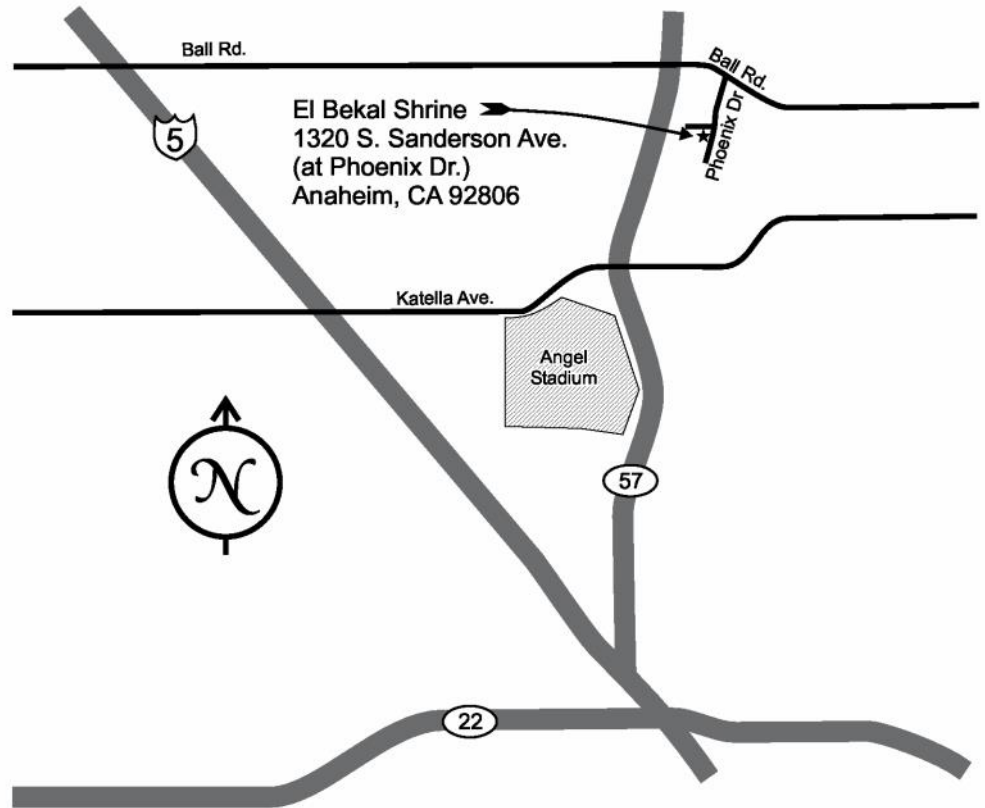 Ball Rd.
Ball Rd.
5
El Bekal Shrine
1320 S. Sanderson Ave.
(at Phoenix Dr.)
Anaheim, CA 92806
Phoenix Dr
Katella Ave.
Angel
Stadium
N
57
22